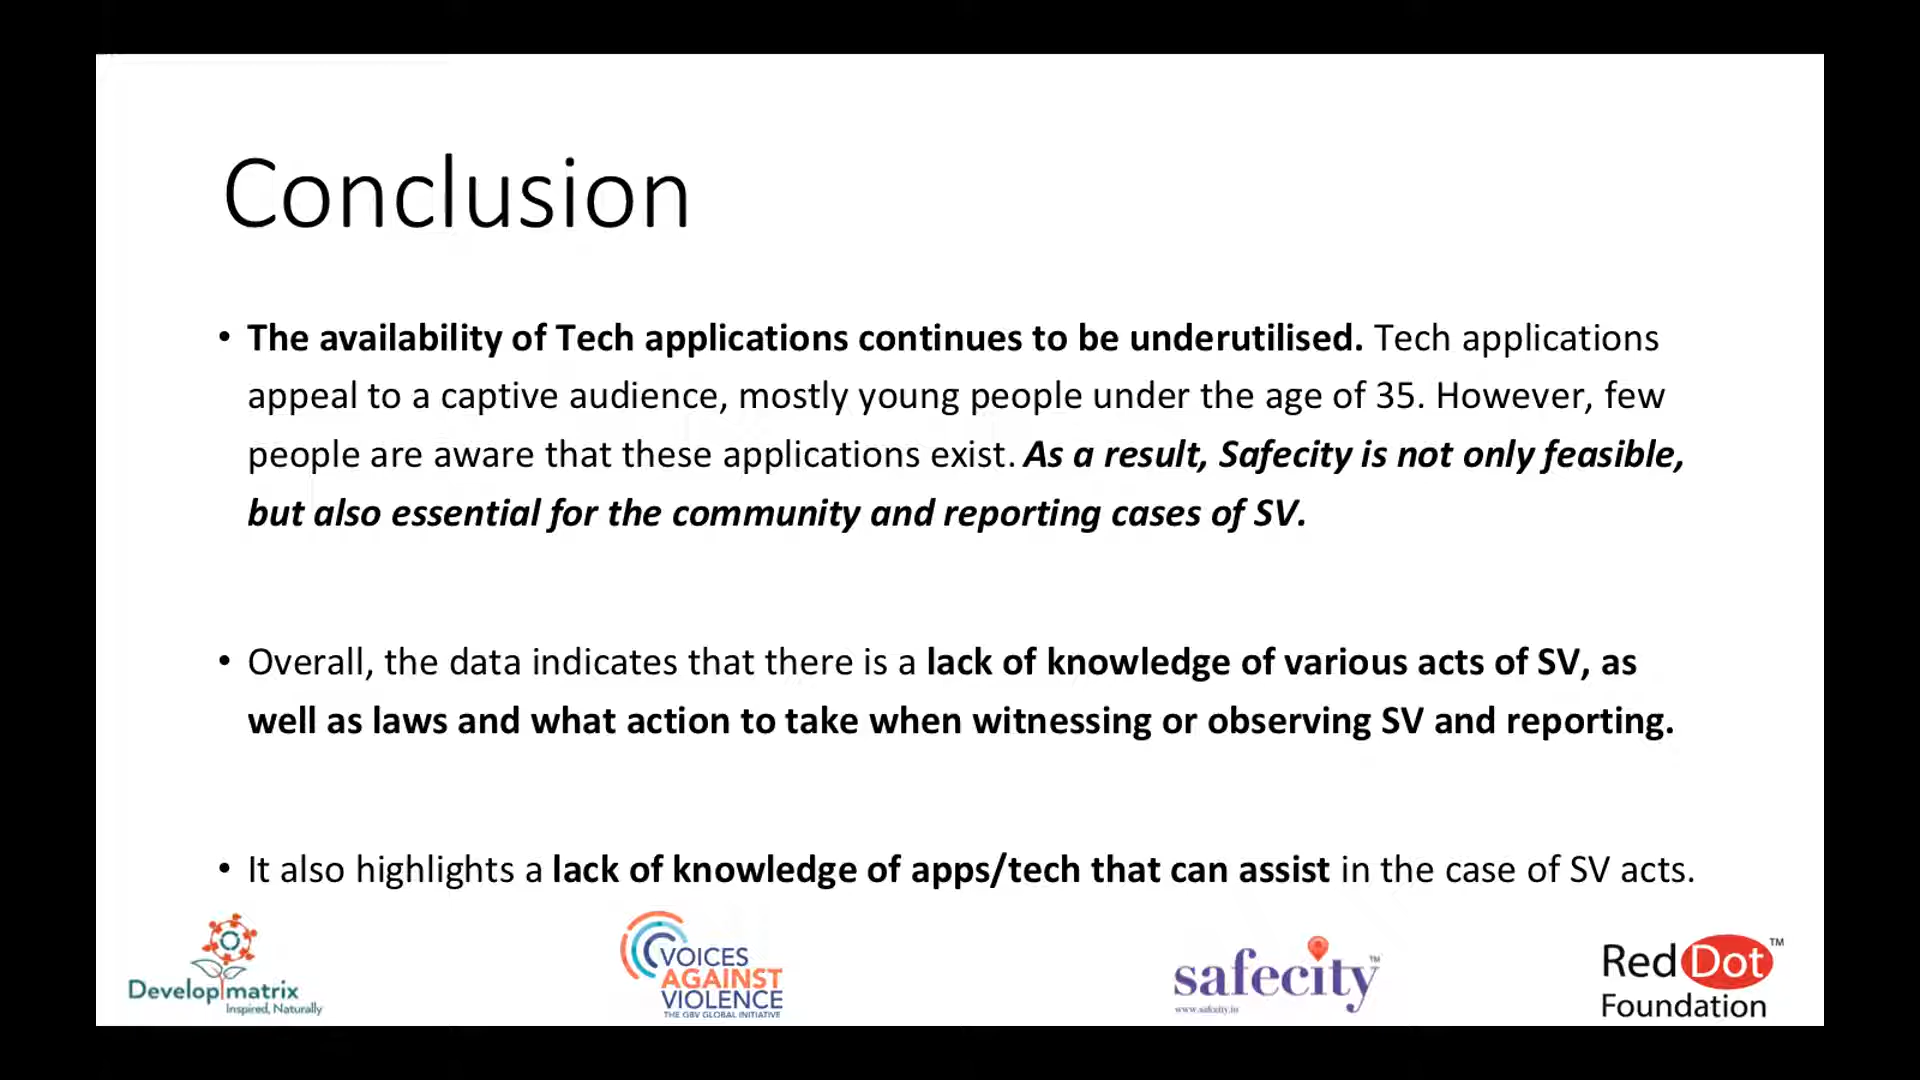 Conclusion
• The availability of Tech applications continues to be underutilised. Tech applications
appeal to a captive audience, mostly young people under the age of 35. However, few
people are aware that these applications exist. As a result, Safecity is not only feasible,
but also essential for the community and reporting cases of SV.
• Overall, the data indicates that there is a lack of knowledge of various acts of SV, as
well as laws and what action to take when witnessing or observing SV and reporting.
• It also highlights a lack of knowledge of apps/tech that can assist in the case of SV acts.
Develop matrix
Inspired, Naturally
VOICES
AGAINST
VIOLENCE
THE GBV GLOBAL INITIATIVE
safecity™
www.safecity.in
Red Dot™
Foundation